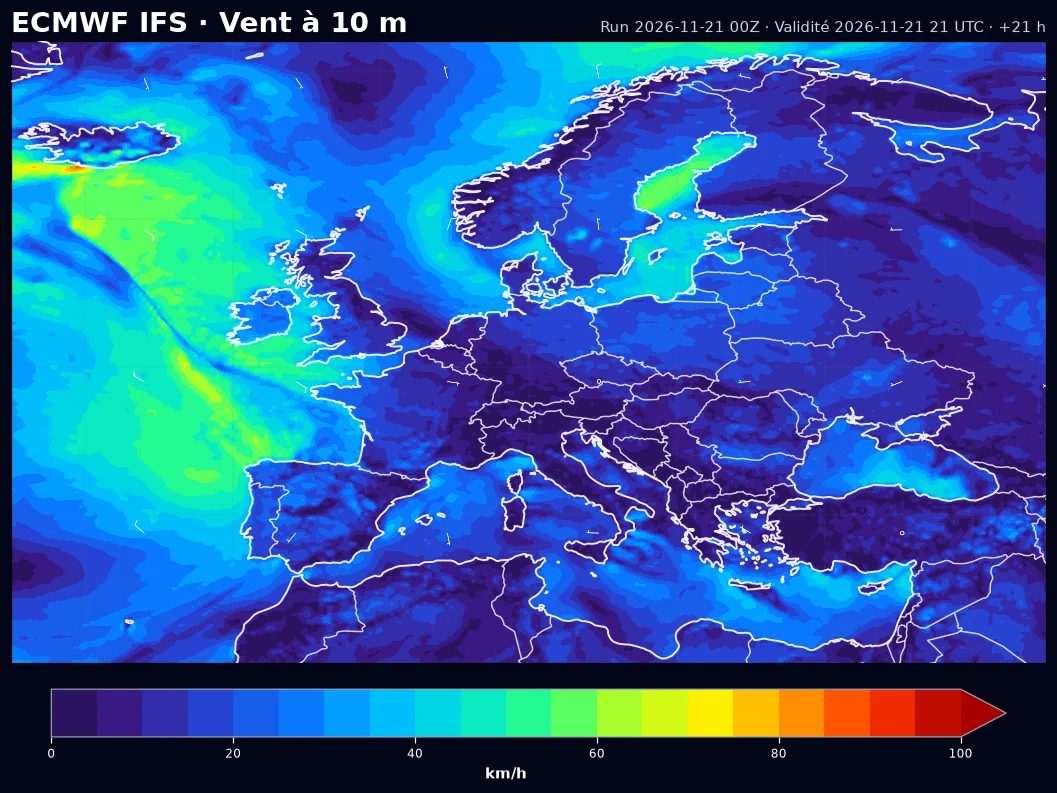 ECMWF IFS · Vent à 10 m
Run 2026-11-21 00Z · Validité 2026-11-21 21 UTC · +21 h
0 20 40 60 80 100
km/h